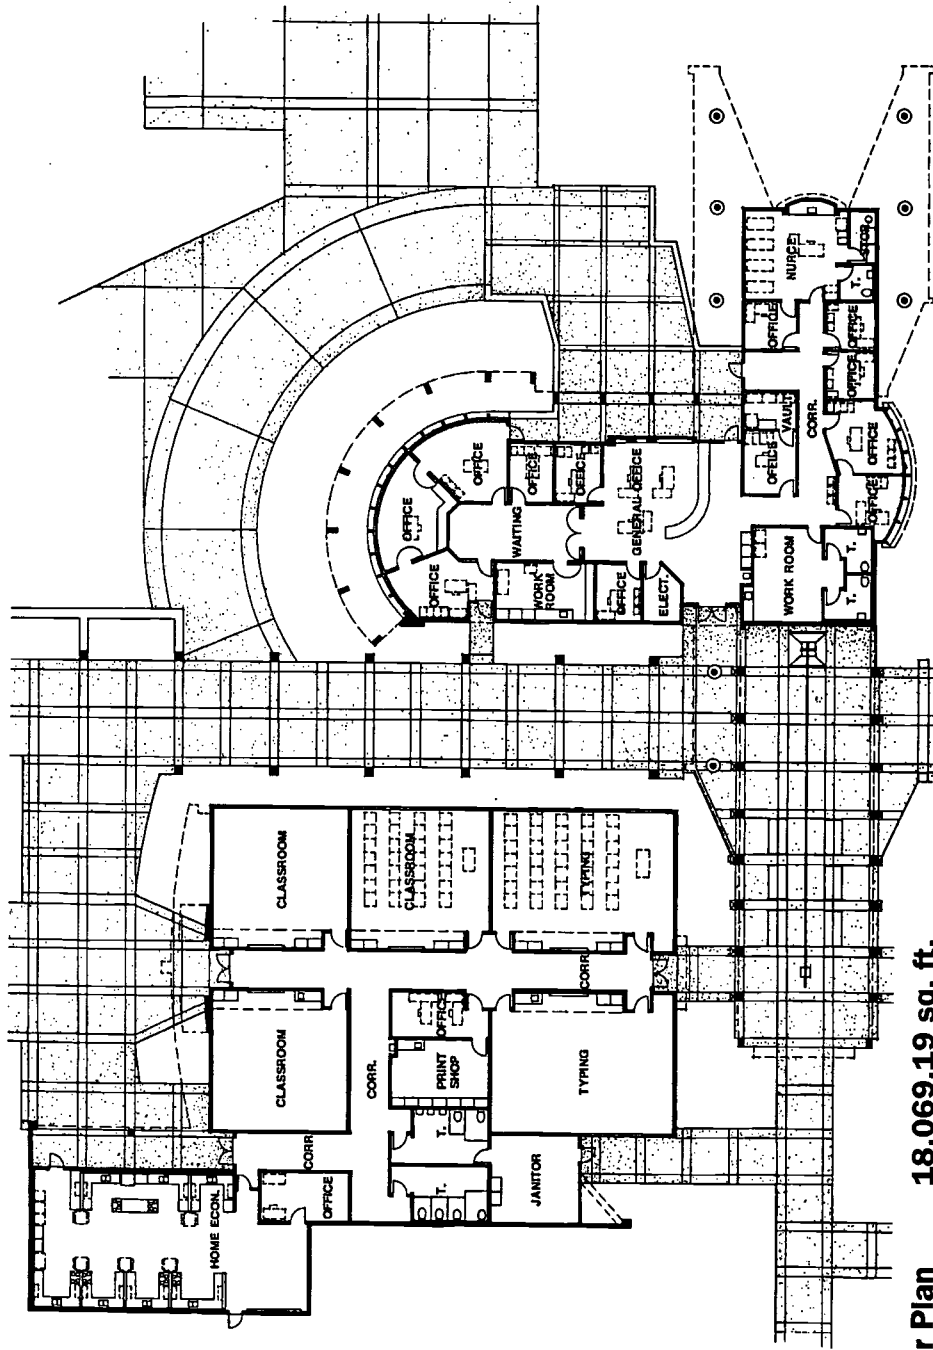 HOME ECON.
CLASSROOM
CLASSROOM
CORR
OFFICE
CORR.
OFFICE
CLASSROOM
OFFICE
T.
T.
PRINT
SHOP
OFFICE
OFFICE
WAITING
OFFICE
JANITOR
WORK
ROOM
TYPING
CORR
TYPING
OFFICE
OFFICE
GENERAL OFFICE
ELECT.
OFFICE
OFFICE
WORK ROOM
VAULT
NURCE
CORR.
T.
T.
OFFICE
OFFICE
T.
STOR
OFFICE
OFFICE
r Plan 18.069.19 sq. ft.